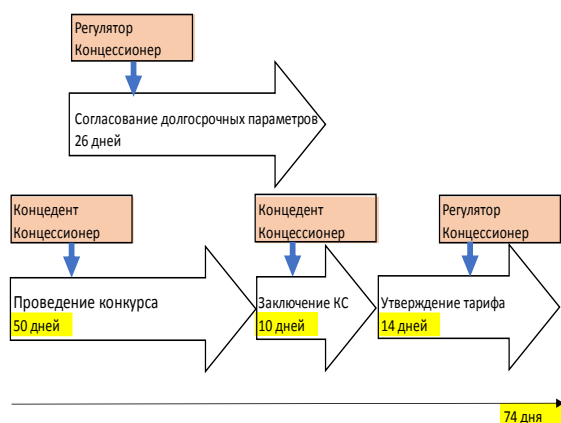 Регулятор
Концессионер
Согласование долгосрочных параметров
26 дней
Концедент
Концессионер
Концедент
Концессионер
Регулятор
Концессионер
Проведение конкурса
50 дней
Заключение КС
10 дней
Утверждение тарифа
14 дней
74 дня